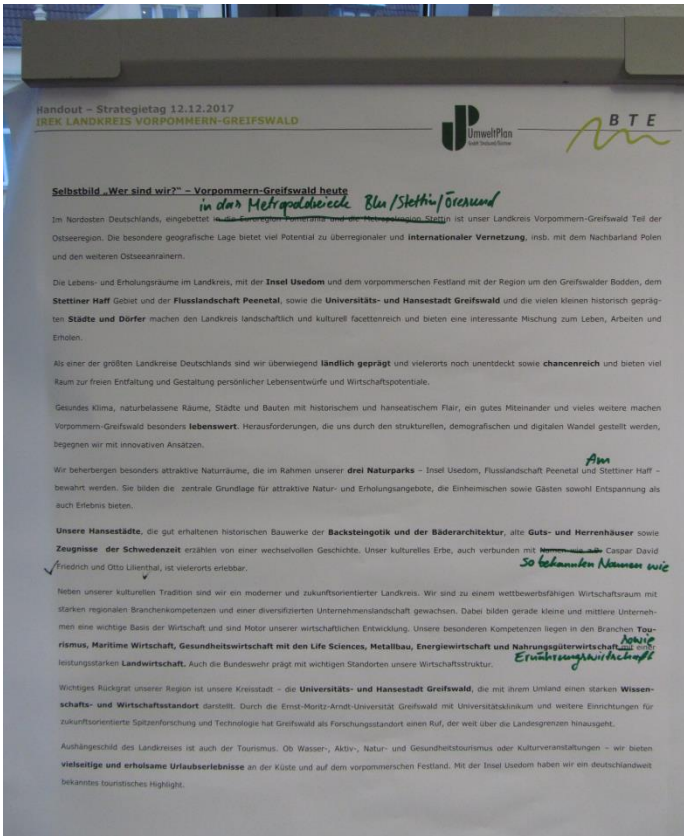 Handout – Strategietag 12.12.2017
IREK LANDKREIS VORPOMMERN-GREIFSWALD
UmweltPlan
BTE
Selbstbild „Wer sind wir?" – Vorpommern-Greifswald heute
in das Metropoldreieck Bln/Stettin/Öresund
Im Nordosten Deutschlands, eingebettet in die Euroregion Pomerania und die Metropolregion Stettin ist unser Landkreis Vorpommern-Greifswald Teil der
Ostseeregion. Die besondere geografische Lage bietet viel Potential zu überregionaler und internationaler Vernetzung, insb. mit dem Nachbarland Polen
und den weiteren Ostseeanrainern.
Die Lebens- und Erholungsräume im Landkreis, mit der Insel Usedom und dem vorpommerschen Festland mit der Region um den Greifswalder Bodden, dem
Stettiner Haff Gebiet und der Flusslandschaft Peenetal, sowie die Universitäts- und Hansestadt Greifswald und die vielen kleinen historisch gepräg-
ten Städte und Dörfer machen den Landkreis landschaftlich und kulturell facettenreich und bieten eine interessante Mischung zum Leben, Arbeiten und
Erholen.
Als einer der größten Landkreise Deutschlands sind wir überwiegend ländlich geprägt und vielerorts noch unentdeckt sowie chancenreich und bieten viel
Raum zur freien Entfaltung und Gestaltung persönlicher Lebensentwürfe und Wirtschaftspotentiale.
Gesundes Klima, naturbelassene Räume, Städte und Bauten mit historischem und hanseatischem Flair, ein gutes Miteinander und vieles weitere machen
Vorpommern-Greifswald besonders lebenswert. Herausforderungen, die uns durch den strukturellen, demografischen und digitalen Wandel gestellt werden,
begegnen wir mit innovativen Ansätzen.
Am
Wir beherbergen besonders attraktive Naturräume, die im Rahmen unserer drei Naturparks – Insel Usedom, Flusslandschaft Peenetal und Stettiner Haff –
bewahrt werden. Sie bilden die zentrale Grundlage für attraktive Natur- und Erholungsangebote, die Einheimischen sowie Gästen sowohl Entspannung als
auch Erlebnis bieten.
Unsere Hansestädte, die gut erhaltenen historischen Bauwerke der Backsteingotik und der Bäderarchitektur, alte Guts- und Herrenhäuser sowie
Zeugnisse der Schwedenzeit erzählen von einer wechselvollen Geschichte. Unser kulturelles Erbe, auch verbunden mit Namen wie z.B. Caspar David
so bekannten Namen wie
Friedrich und Otto Lilienthal, ist vielerorts erlebbar.
Neben unserer kulturellen Tradition sind wir ein moderner und zukunftsorientierter Landkreis. Wir sind zu einem wettbewerbsfähigen Wirtschaftsraum mit
starken regionalen Branchenkompetenzen und einer diversifizierten Unternehmenslandschaft gewachsen. Dabei bilden gerade kleine und mittlere Unterneh-
men eine wichtige Basis der Wirtschaft und sind Motor unserer wirtschaftlichen Entwicklung. Unsere besonderen Kompetenzen liegen in den Branchen Tou-
sowie
rismus, Maritime Wirtschaft, Gesundheitswirtschaft mit den Life Sciences, Metallbau, Energiewirtschaft und Nahrungsgüterwirtschaft mit einer
Ernährungswirtschaft
leistungsstarken Landwirtschaft. Auch die Bundeswehr prägt mit wichtigen Standorten unsere Wirtschaftsstruktur.
Wichtiges Rückgrat unserer Region ist unsere Kreisstadt – die Universitäts- und Hansestadt Greifswald, die mit ihrem Umland einen starken Wissen-
schafts- und Wirtschaftsstandort darstellt. Durch die Ernst-Moritz-Arndt-Universität Greifswald mit Universitätsklinikum und weitere Einrichtungen für
zukunftsorientierte Spitzenforschung und Technologie hat Greifswald als Forschungsstandort einen Ruf, der weit über die Landesgrenzen hinausgeht.
Aushängeschild des Landkreises ist auch der Tourismus. Ob Wasser-, Aktiv-, Natur- und Gesundheitstourismus oder Kulturveranstaltungen – wir bieten
vielseitige und erholsame Urlaubserlebnisse an der Küste und auf dem vorpommerschen Festland. Mit der Insel Usedom haben wir ein deutschlandweit
bekanntes touristisches Highlight.